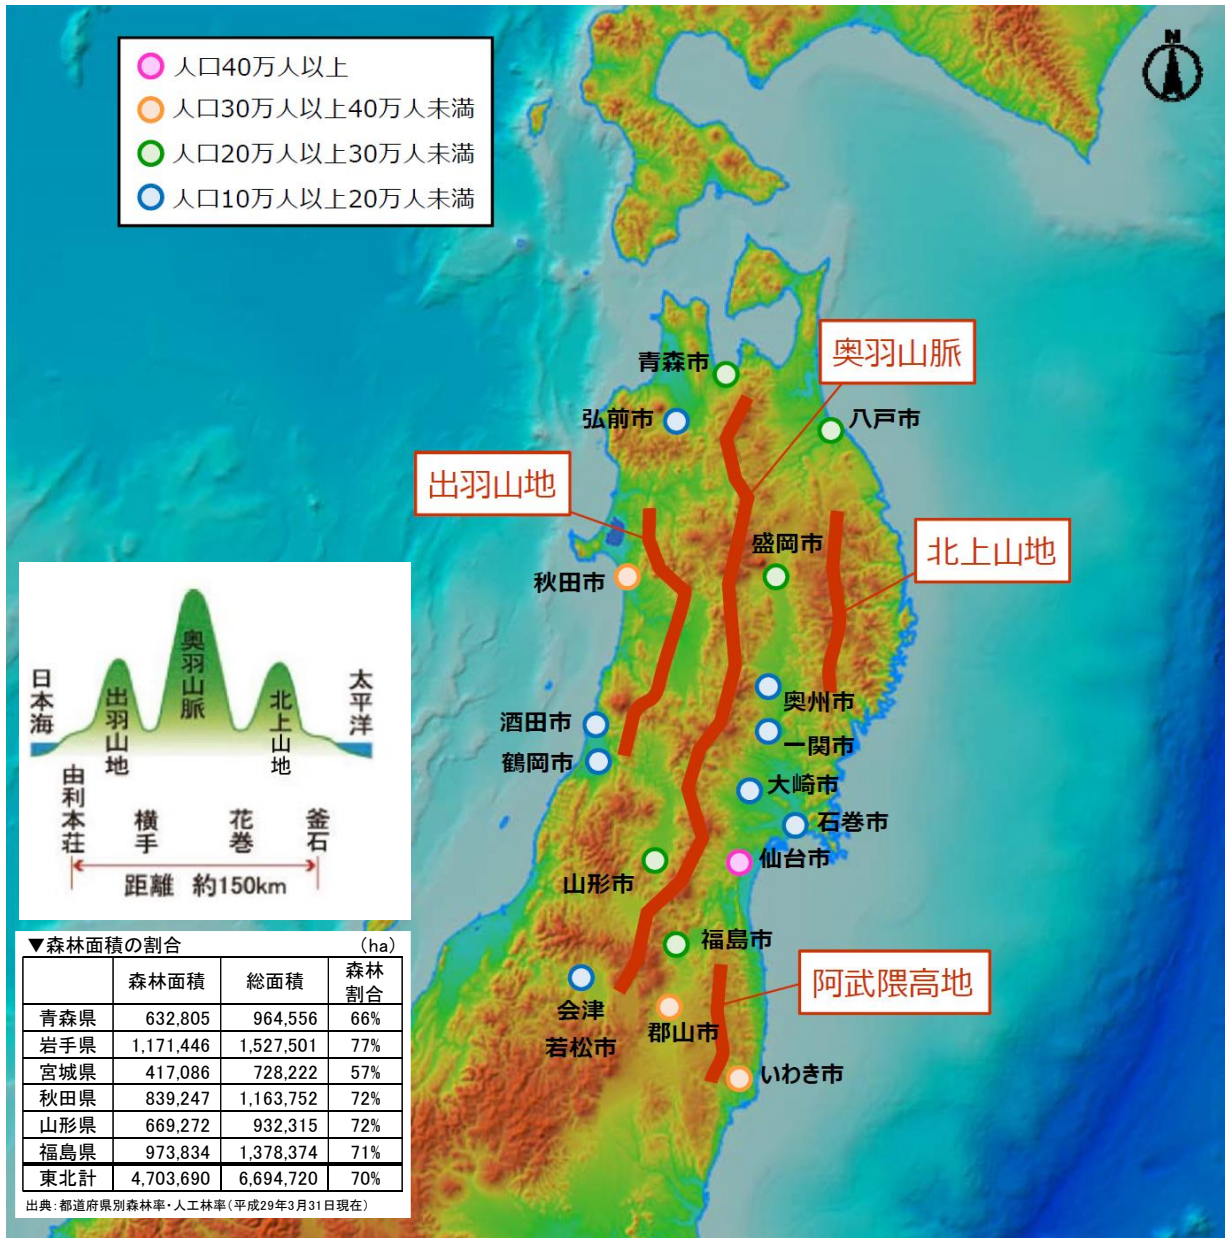 人口40万人以上
人口30万人以上40万人未満
人口20万人以上30万人未満
人口10万人以上20万人未満
N
奥羽山脈
青森市
弘前市
八戸市
出羽山地
盛岡市
北上山地
秋田市
奥州市
酒田市
一関市
鶴岡市
大崎市
石巻市
仙台市
山形市
福島市
阿武隈高地
会津
若松市
郡山市
いわき市
日本海
出羽山地
奥羽山脈
北上山地
太平洋
由利本荘
横手
花巻
釜石
距離 約150km
▼森林面積の割合 (ha)
森林面積 総面積 森林割合
青森県 632,805 964,556 66%
岩手県 1,171,446 1,527,501 77%
宮城県 417,086 728,222 57%
秋田県 839,247 1,163,752 72%
山形県 669,272 932,315 72%
福島県 973,834 1,378,374 71%
東北計 4,703,690 6,694,720 70%
出典:都道府県別森林率・人工林率(平成29年3月31日現在)